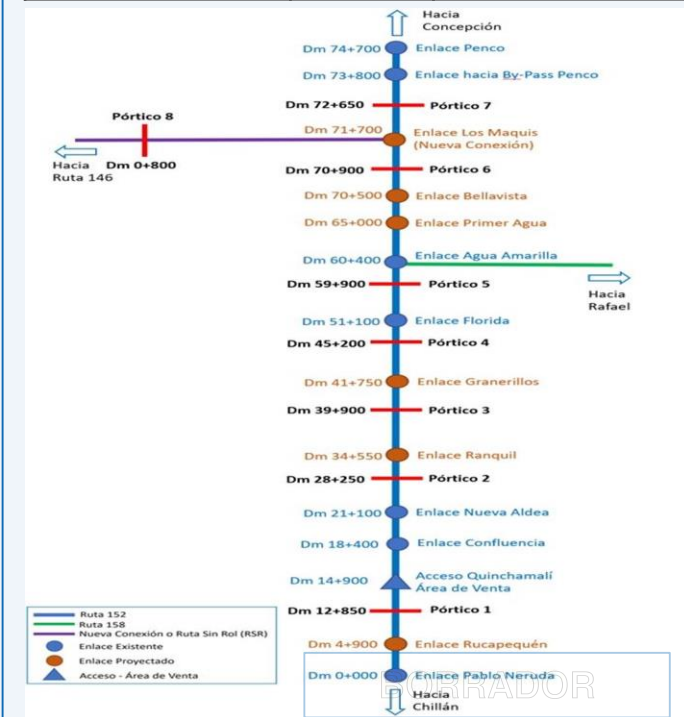 Hacia
Concepción
Dm 74+700 Enlace Penco
Dm 73+800 Enlace hacia By-Pass Penco
Dm 72+650 Pórtico 7
Pórtico 8
Dm 71+700 Enlace Los Maquis
(Nueva Conexión)
Hacia
Ruta 146
Dm 0+800
Dm 70+900 Pórtico 6
Dm 70+500 Enlace Bellavista
Dm 65+000 Enlace Primer Agua
Dm 60+400 Enlace Agua Amarilla
Dm 59+900 Pórtico 5
Hacia
Rafael
Dm 51+100 Enlace Florida
Dm 45+200 Pórtico 4
Dm 41+750 Enlace Granerillos
Dm 39+900 Pórtico 3
Dm 34+550 Enlace Ranquil
Dm 28+250 Pórtico 2
Dm 21+100 Enlace Nueva Aldea
Dm 18+400 Enlace Confluencia
Dm 14+900 Acceso Quinchamalí
Área de Venta
Dm 12+850 Pórtico 1
Dm 4+900 Enlace Rucapequén
Dm 0+000 Enlace Pablo Neruda
BORRADOR
Hacia
Chillán
Ruta 152
Ruta 158
Nueva Conexión o Ruta Sin Rol (RSR)
Enlace Existente
Enlace Proyectado
Acceso - Área de Venta